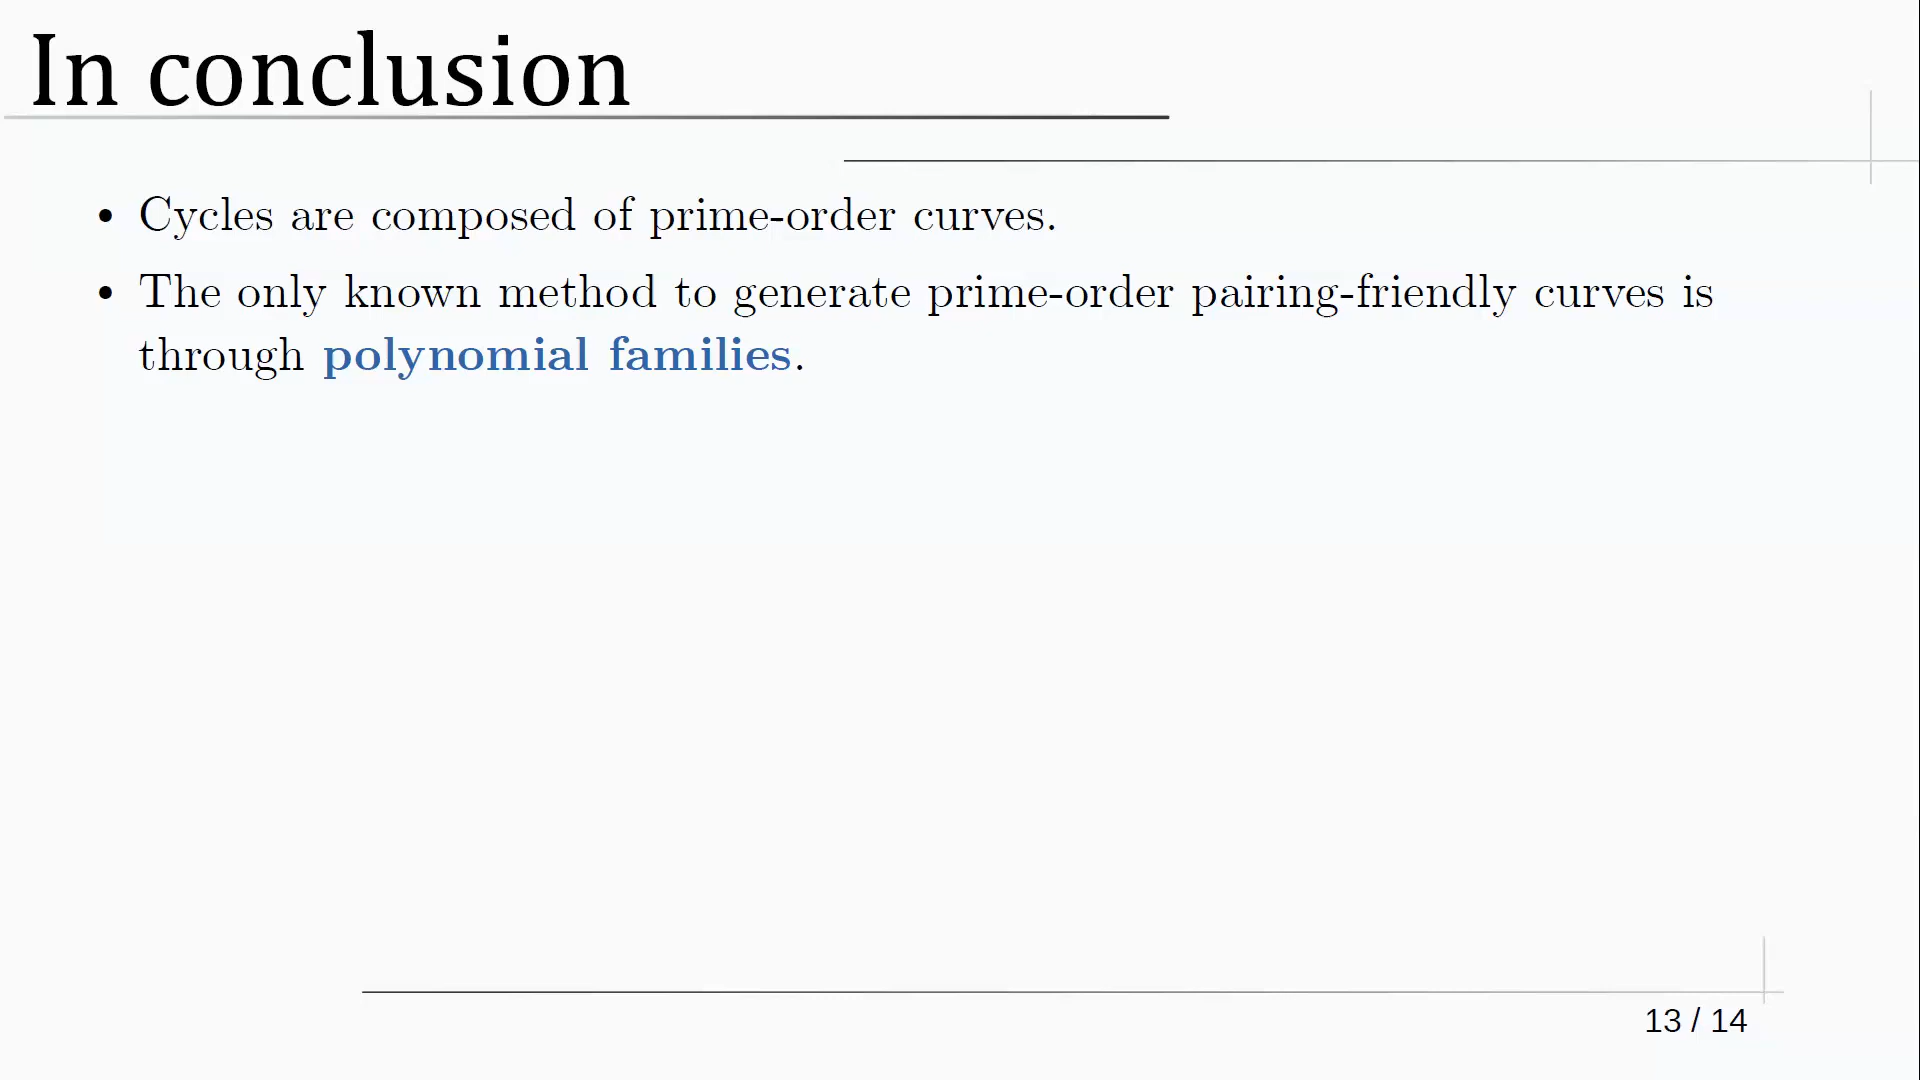 In conclusion
• Cycles are composed of prime-order curves.
• The only known method to generate prime-order pairing-friendly curves is
through polynomial families.
13 / 14